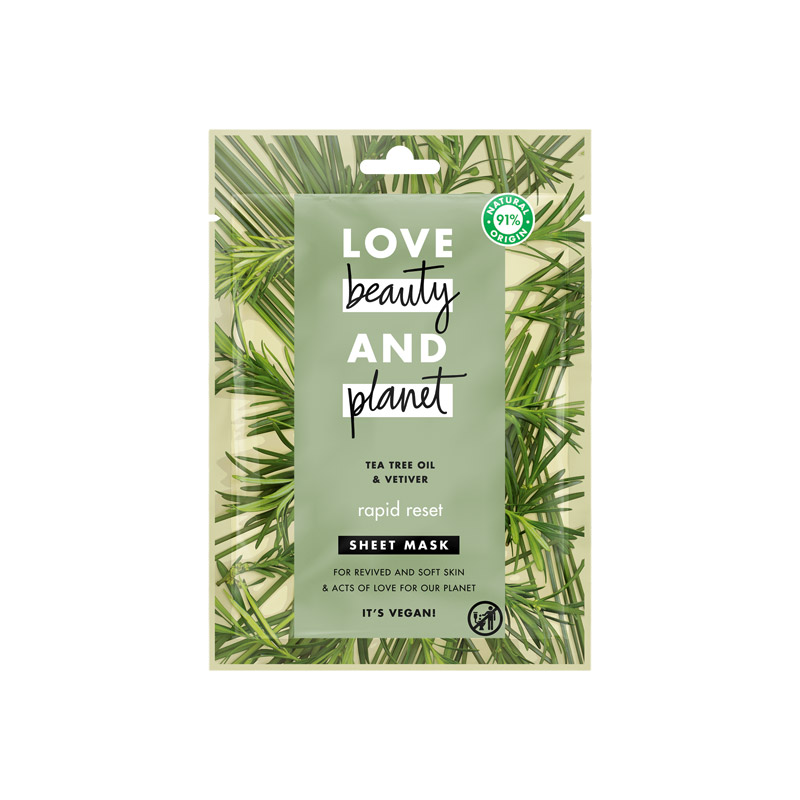 NATURAL
91%
ORIGIN
LOVE
beauty
AND
planet
TEA TREE OIL
& VETIVER
rapid reset
SHEET MASK
FOR REVIVED AND SOFT SKIN
& ACTS OF LOVE FOR OUR PLANET
IT'S VEGAN!